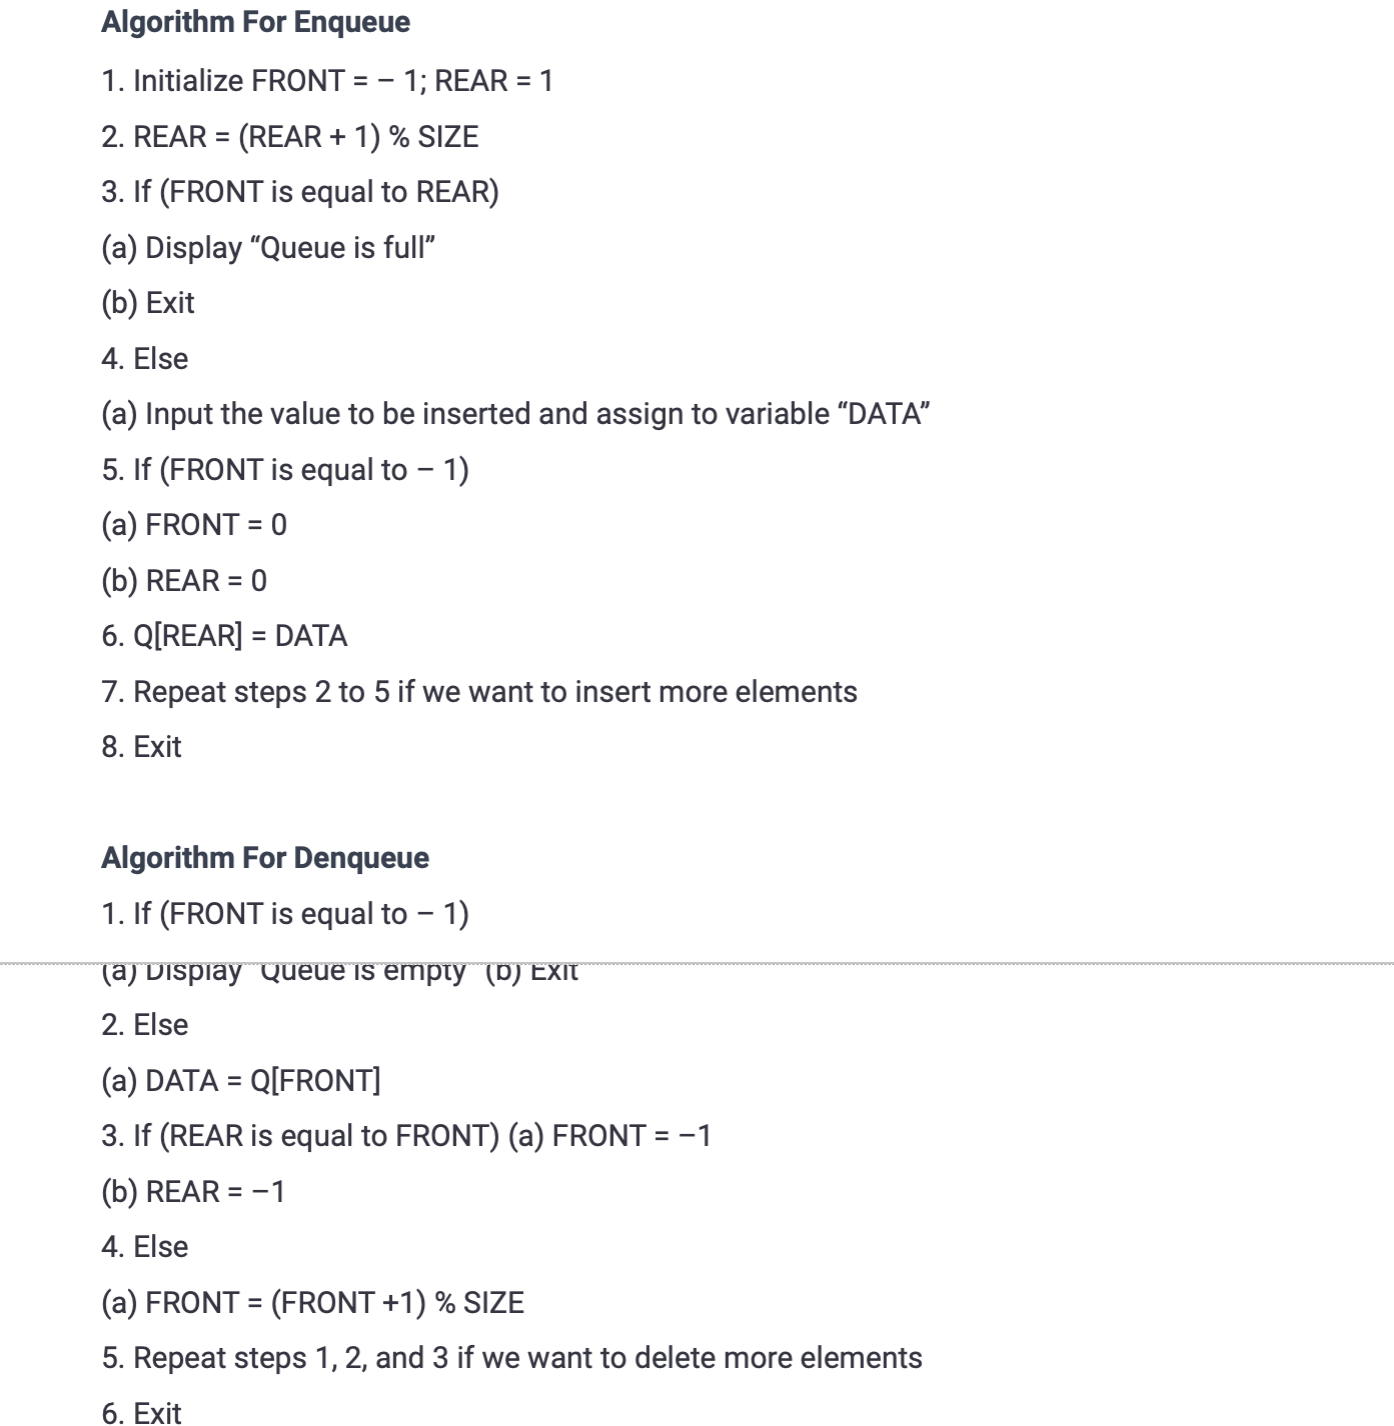 Algorithm For Enqueue
1. Initialize FRONT = – 1; REAR = 1
2. REAR = (REAR + 1) % SIZE
3. If (FRONT is equal to REAR)
(a) Display “Queue is full”
(b) Exit
4. Else
(a) Input the value to be inserted and assign to variable “DATA”
5. If (FRONT is equal to – 1)
(a) FRONT = 0
(b) REAR = 0
6. Q[REAR] = DATA
7. Repeat steps 2 to 5 if we want to insert more elements
8. Exit
Algorithm For Denqueue
1. If (FRONT is equal to – 1)
(a) Display “Queue is empty” (b) Exit
2. Else
(a) DATA = Q[FRONT]
3. If (REAR is equal to FRONT) (a) FRONT = −1
(b) REAR = −1
4. Else
(a) FRONT = (FRONT +1) % SIZE
5. Repeat steps 1, 2, and 3 if we want to delete more elements
6. Exit